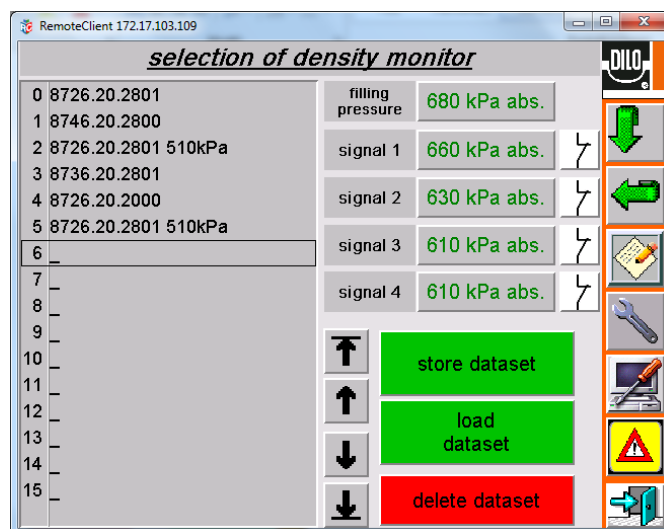 RemoteClient 172.17.103.109
selection of density monitor
DILO
0 8726.20.2801
1 8746.20.2800
2 8726.20.2801 510kPa
3 8736.20.2801
4 8726.20.2000
5 8726.20.2801 510kPa
6 _
7 _
8 _
9 _
10 _
11 _
12 _
13 _
14 _
15 _
filling
pressure
680 kPa abs.
signal 1
660 kPa abs.
signal 2
630 kPa abs.
signal 3
610 kPa abs.
signal 4
610 kPa abs.
store dataset
load
dataset
delete dataset